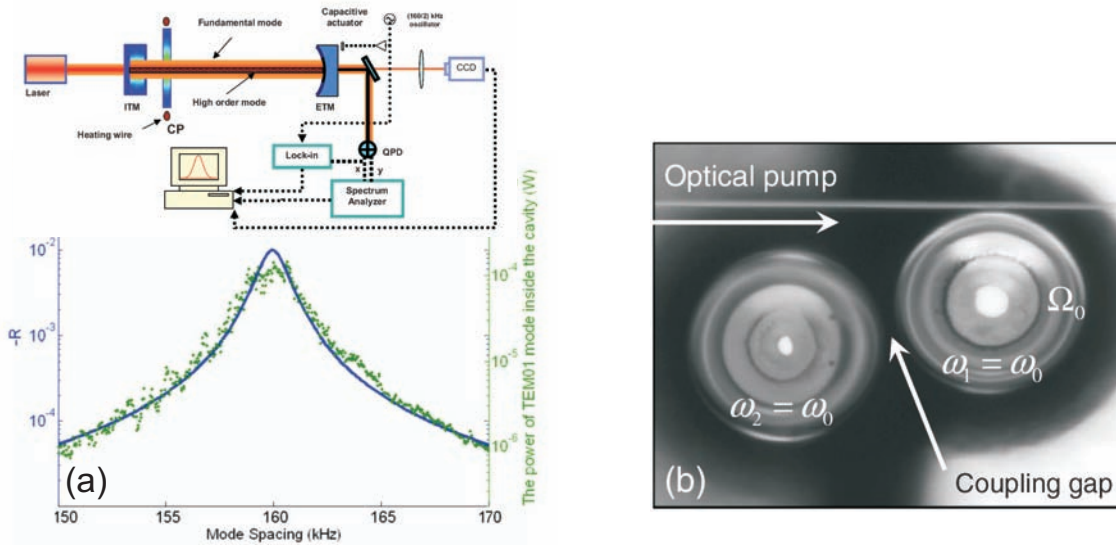 Capacitive
actuator
(160/2) kHz
oscillator
Fundamental mode
Laser
ITM
High order mode
ETM
CCD
Heating wire
CP
QPD
Lock-in
x
y
Spectrum
Analyzer
10⁻²
10⁻³
10⁻⁴
-R
10⁻⁴
10⁻⁵
10⁻⁶
The power of TEM01 mode inside the cavity (W)
(a)
150
155
160
165
170
Mode Spacing (kHz)
Optical pump
Ω₀
ω₁ = ω₀
ω₂ = ω₀
Coupling gap
(b)